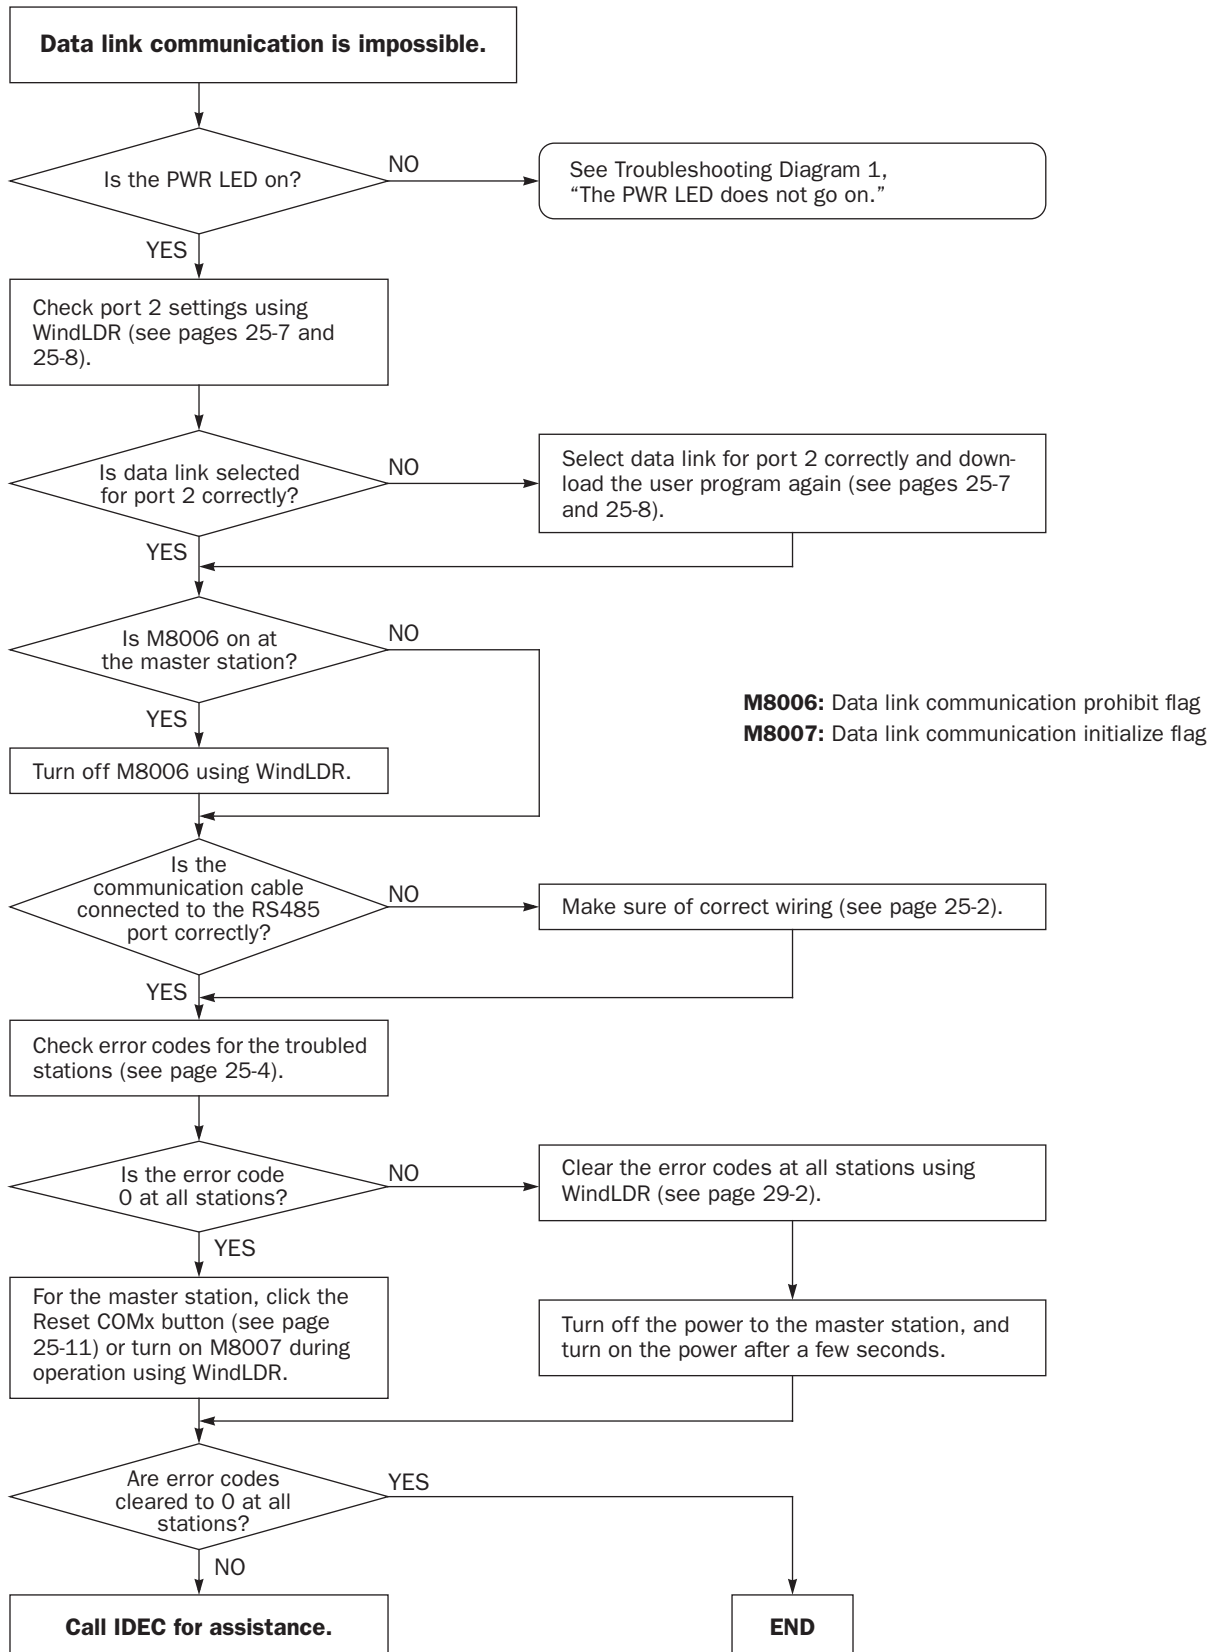 Data link communication is impossible.
Is the PWR LED on?
NO
See Troubleshooting Diagram 1,
“The PWR LED does not go on.”
YES
Check port 2 settings using
WindLDR (see pages 25-7 and
25-8).
Is data link selected
for port 2 correctly?
NO
Select data link for port 2 correctly and down-
load the user program again (see pages 25-7
and 25-8).
YES
Is M8006 on at
the master station?
NO
YES
M8006: Data link communication prohibit flag
M8007: Data link communication initialize flag
Turn off M8006 using WindLDR.
Is the
communication cable
connected to the RS485
port correctly?
NO
Make sure of correct wiring (see page 25-2).
YES
Check error codes for the troubled
stations (see page 25-4).
Is the error code
0 at all stations?
NO
Clear the error codes at all stations using
WindLDR (see page 29-2).
YES
For the master station, click the
Reset COMx button (see page
25-11) or turn on M8007 during
operation using WindLDR.
Turn off the power to the master station, and
turn on the power after a few seconds.
Are error codes
cleared to 0 at all
stations?
YES
NO
Call IDEC for assistance.
END